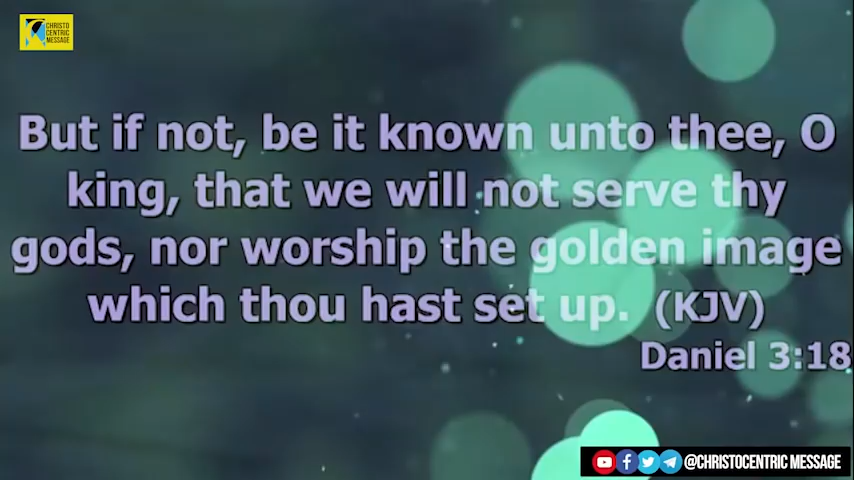 CHRISTO
CENTRIC
MESSAGE
But if not, be it known unto thee, O
king, that we will not serve thy
gods, nor worship the golden image
which thou hast set up. (KJV)
Daniel 3:18
@CHRISTOCENTRIC MESSAGE